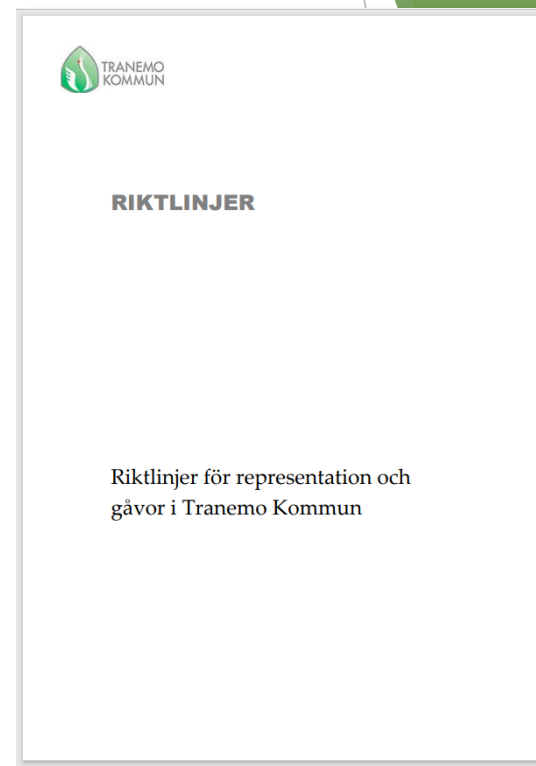 TRANEMO
KOMMUN
RIKTLINJER
Riktlinjer för representation och
gåvor i Tranemo Kommun